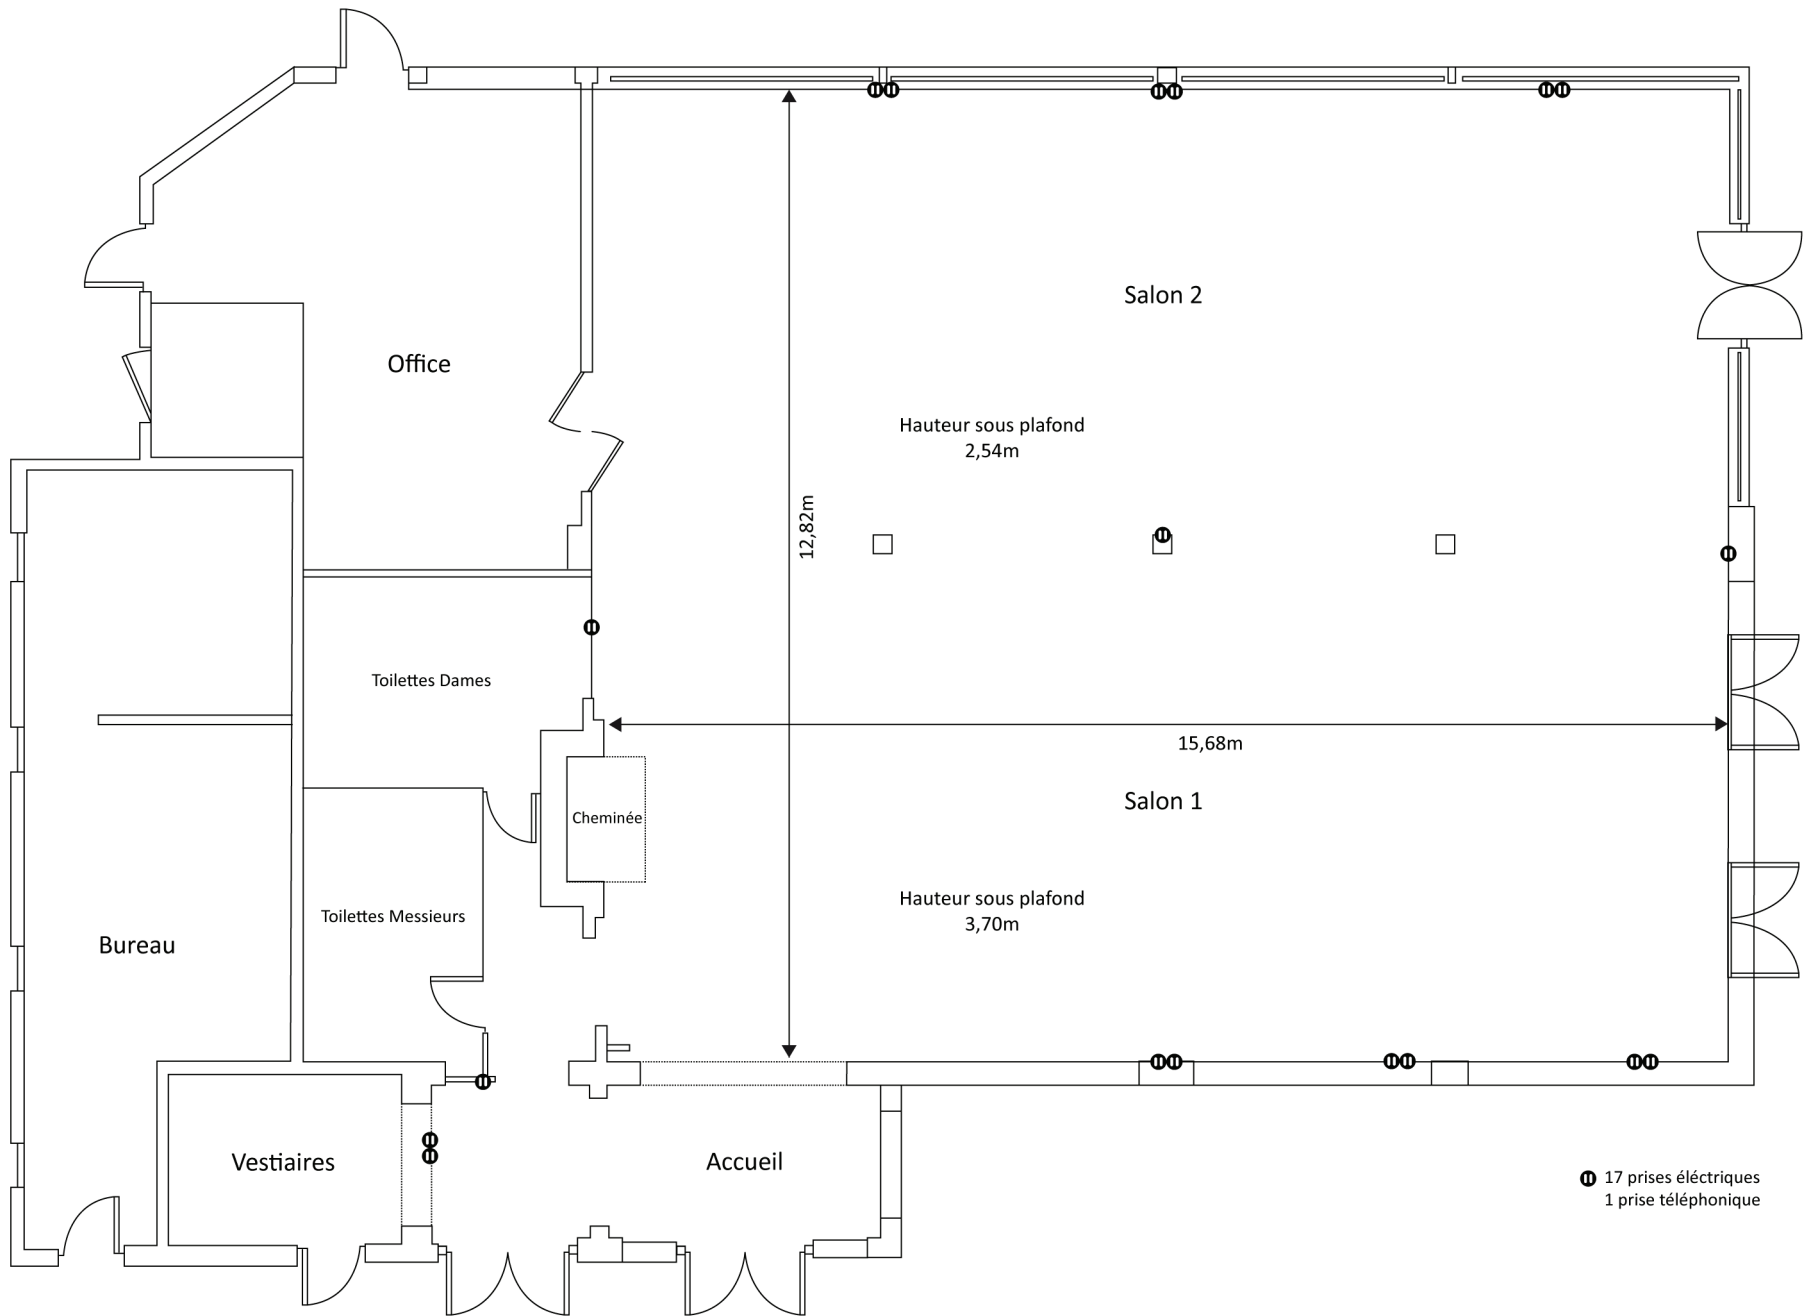 Salon 2
Office
Hauteur sous plafond
2,54m
12,82m
Toilettes Dames
15,68m
Salon 1
Cheminée
Hauteur sous plafond
3,70m
Toilettes Messieurs
Bureau
Vestiaires
Accueil
17 prises éléctriques
1 prise téléphonique